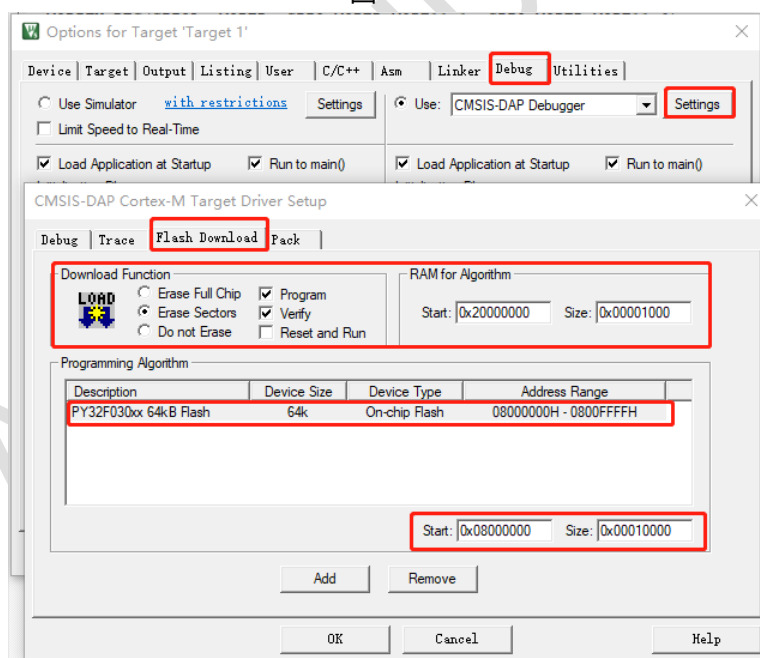 Options for Target 'Target 1'
Device Target Output Listing User C/C++ Asm Linker Debug Utilities
Use Simulator with restrictions Settings Use: CMSIS-DAP Debugger Settings
Limit Speed to Real-Time
Load Application at Startup Run to main() Load Application at Startup Run to main()
CMSIS-DAP Cortex-M Target Driver Setup
Debug Trace Flash Download Pack
Download Function RAM for Algorithm
LOAD Erase Full Chip Program
Erase Sectors Verify Start: 0x20000000 Size: 0x00001000
Do not Erase Reset and Run
Programming Algorithm
Description Device Size Device Type Address Range
PY32F030xx 64kB Flash 64k On-chip Flash 08000000H - 0800FFFFH
Start: 0x08000000 Size: 0x00010000
Add Remove
OK Cancel Help